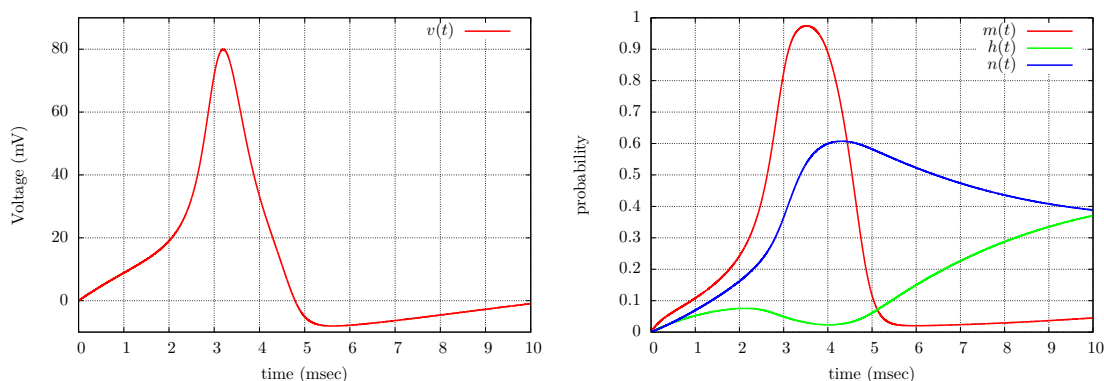 v(t)
80
60
40
20
0
Voltage (mV)
0 1 2 3 4 5 6 7 8 9 10
time (msec)
m(t)
h(t)
n(t)
1
0.9
0.8
0.7
0.6
0.5
0.4
0.3
0.2
0.1
0
probability
0 1 2 3 4 5 6 7 8 9 10
time (msec)